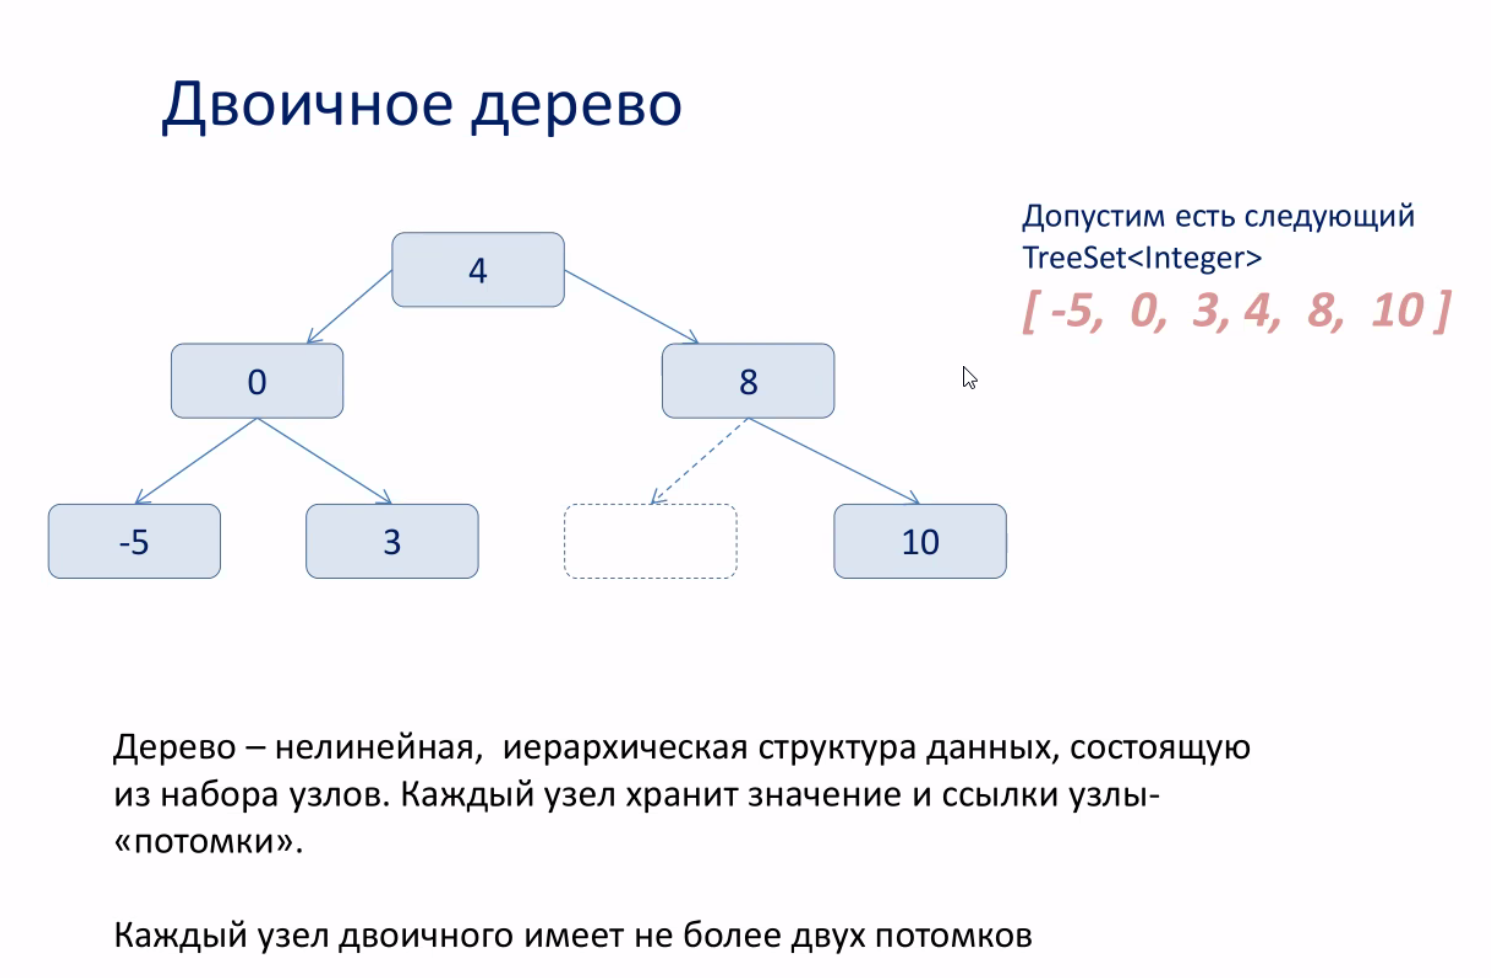 Двоичное дерево
Допустим есть следующий
TreeSet<Integer>
[ -5, 0, 3, 4, 8, 10 ]
4
0
8
-5
3
10
Дерево – нелинейная, иерархическая структура данных, состоящую
из набора узлов. Каждый узел хранит значение и ссылки узлы-
«потомки».
Каждый узел двоичного имеет не более двух потомков